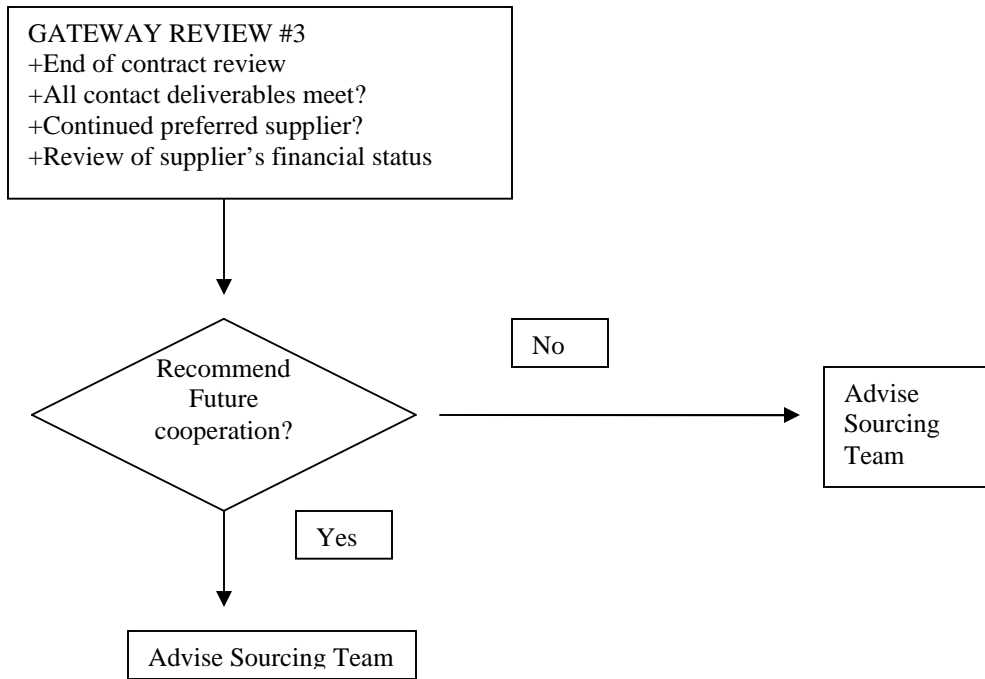 GATEWAY REVIEW #3
+End of contract review
+All contact deliverables meet?
+Continued preferred supplier?
+Review of supplier’s financial status
Recommend
Future
cooperation?
No
Advise
Sourcing
Team
Yes
Advise Sourcing Team